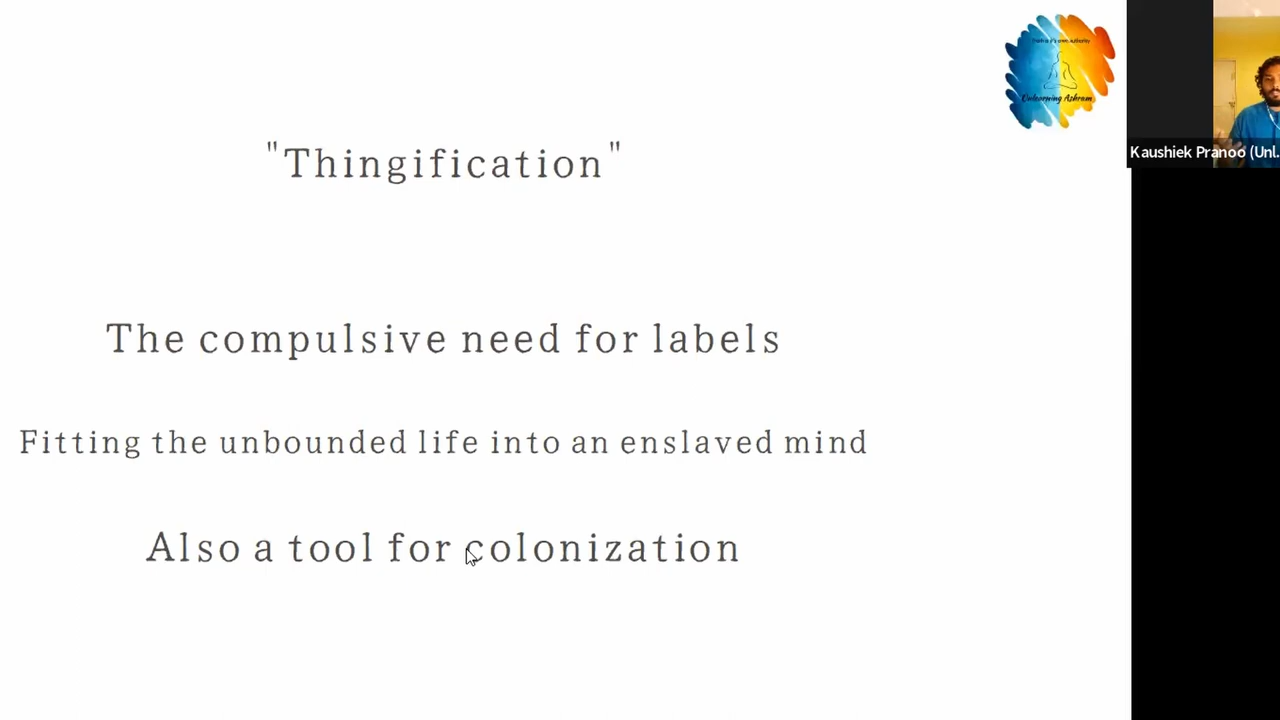 "Thingification"
The compulsive need for labels
Fitting the unbounded life into an enslaved mind
Also a tool for colonization
Unlearning Ashram
Kaushiek Pranoo (Unl.